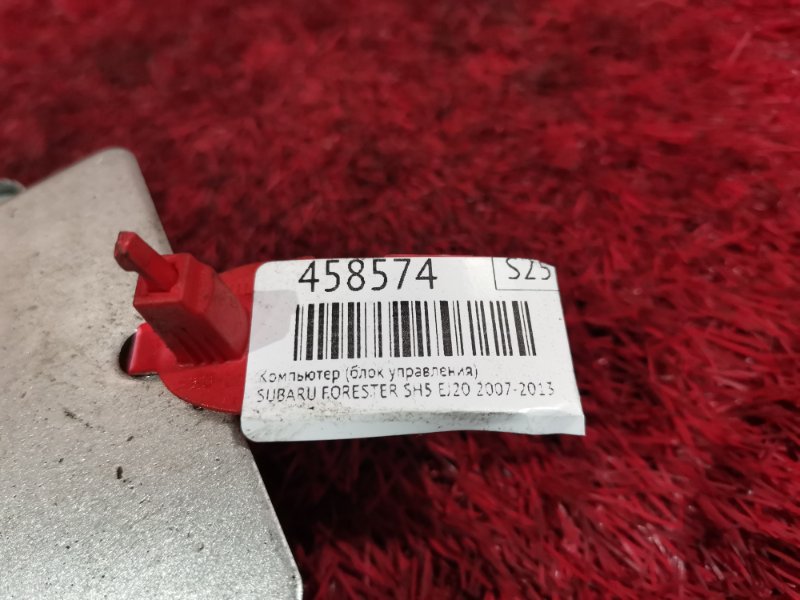 458574 S25
Компьютер (блок управления)
SUBARU FORESTER SH5 EJ20 2007-2013